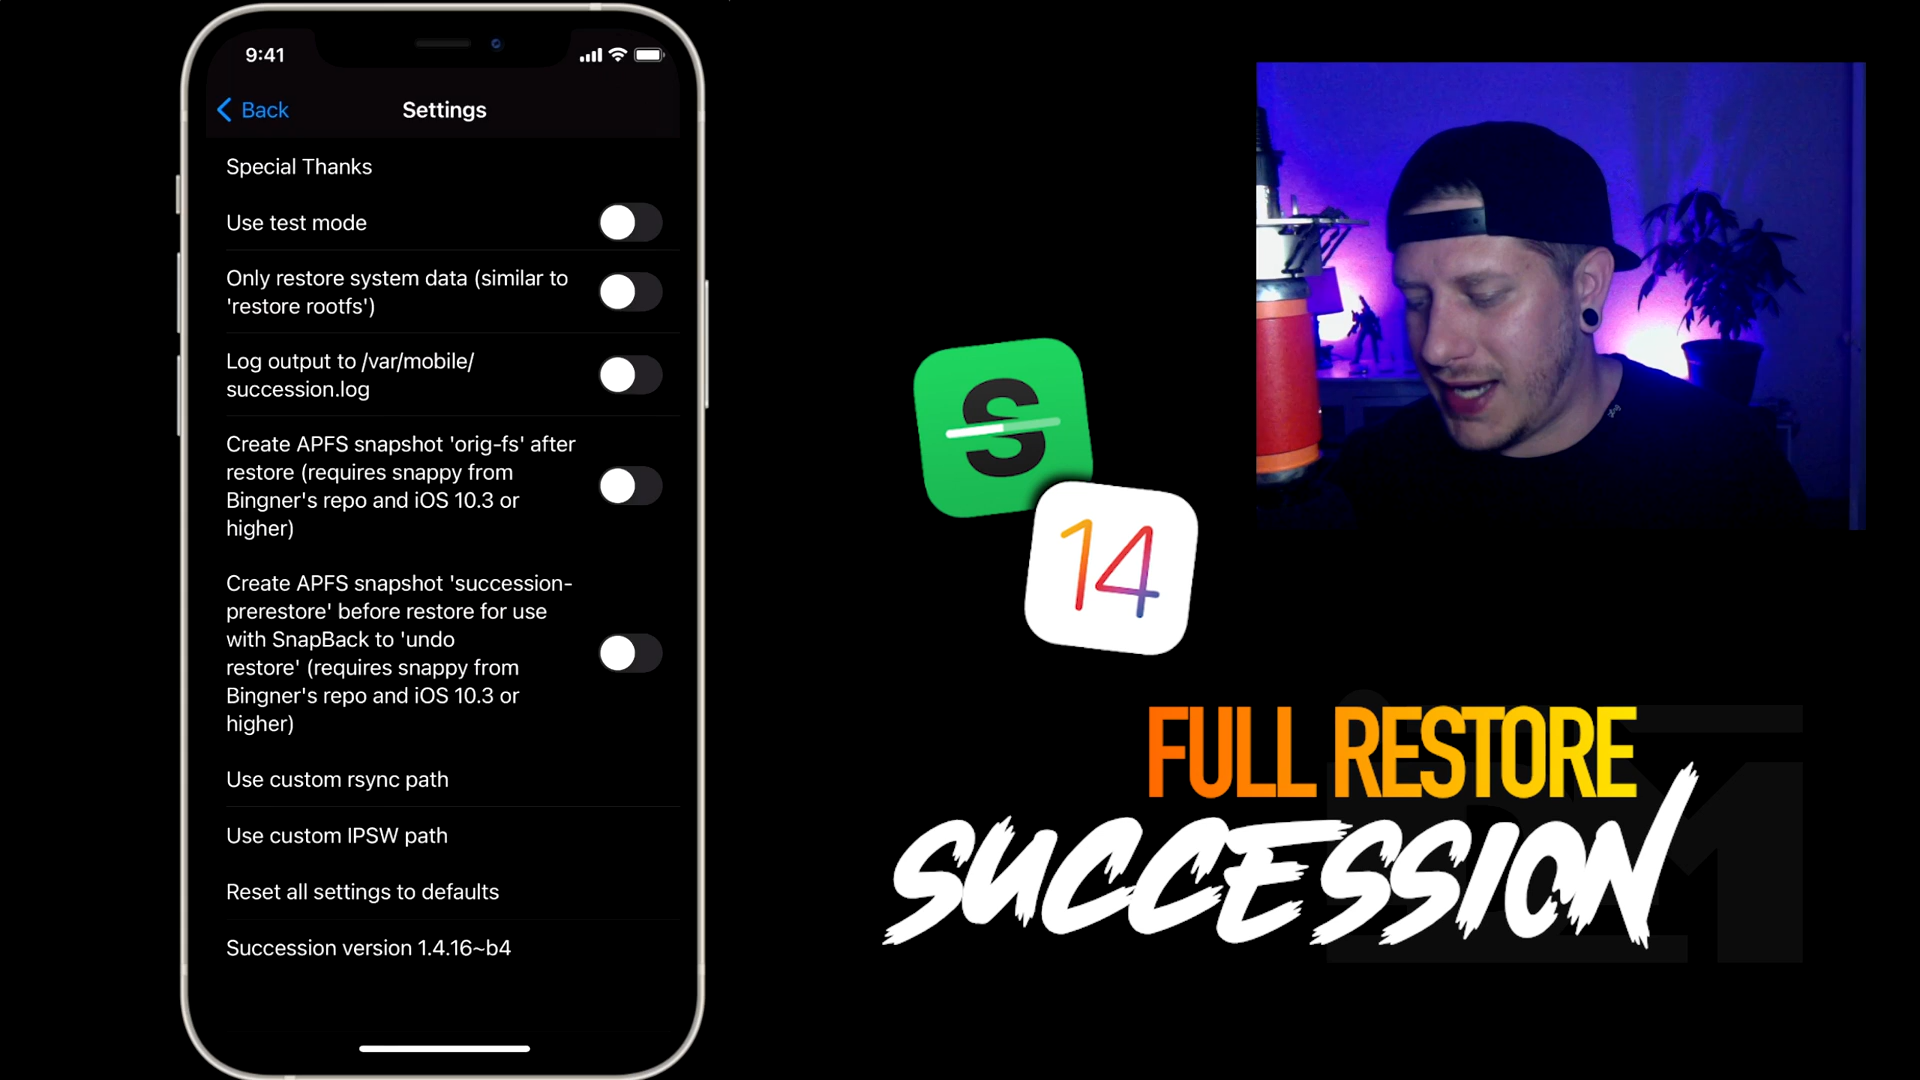 9:41
Back
Settings
Special Thanks
Use test mode
Only restore system data (similar to
'restore rootfs')
Log output to /var/mobile/
succession.log
Create APFS snapshot 'orig-fs' after
restore (requires snappy from
Bingner's repo and iOS 10.3 or
higher)
Create APFS snapshot 'succession-
prerestore' before restore for use
with SnapBack to 'undo
restore' (requires snappy from
Bingner's repo and iOS 10.3 or
higher)
Use custom rsync path
Use custom IPSW path
Reset all settings to defaults
Succession version 1.4.16~b4
S
14
FULL RESTORE
SUCCESSION